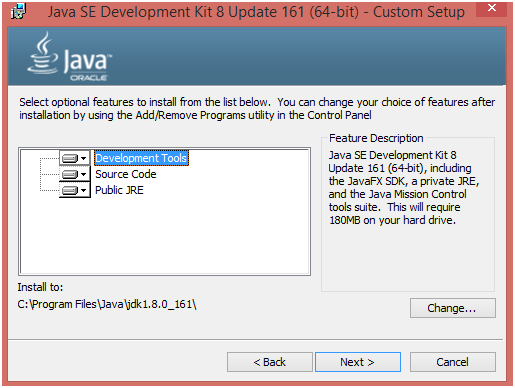 Java SE Development Kit 8 Update 161 (64-bit) - Custom Setup
Java
ORACLE
Select optional features to install from the list below. You can change your choice of features after
installation by using the Add/Remove Programs utility in the Control Panel
Development Tools
Source Code
Public JRE
Feature Description
Java SE Development Kit 8
Update 161 (64-bit), including
the JavaFX SDK, a private JRE,
and the Java Mission Control
tools suite. This will require
180MB on your hard drive.
Install to:
C:\Program Files\Java\jdk1.8.0_161\
Change...
< Back
Next >
Cancel